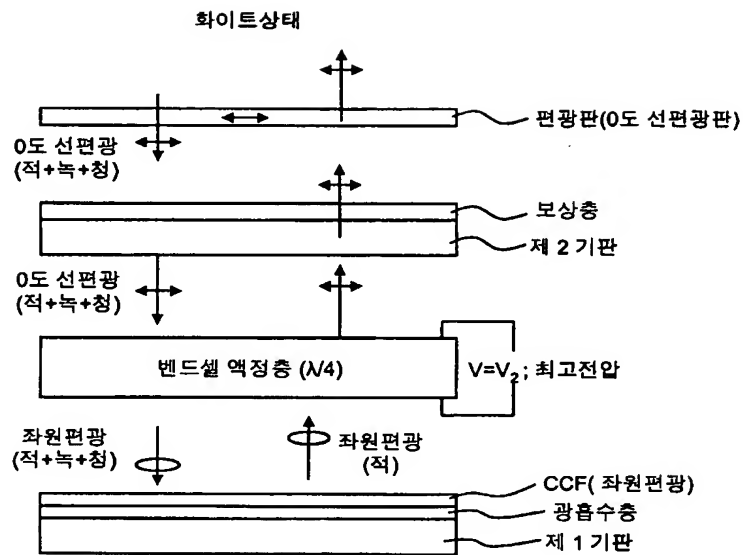 화이트상태
편광판(0도 선편광판)
0도 선편광
(적+녹+청)
보상층
제 2 기판
0도 선편광
(적+녹+청)
벤드셀 액정층 (λ/4)
V=V₂; 최고전압
좌원편광
(적+녹+청)
좌원편광
(적)
CCF( 좌원편광)
광흡수층
제 1 기판